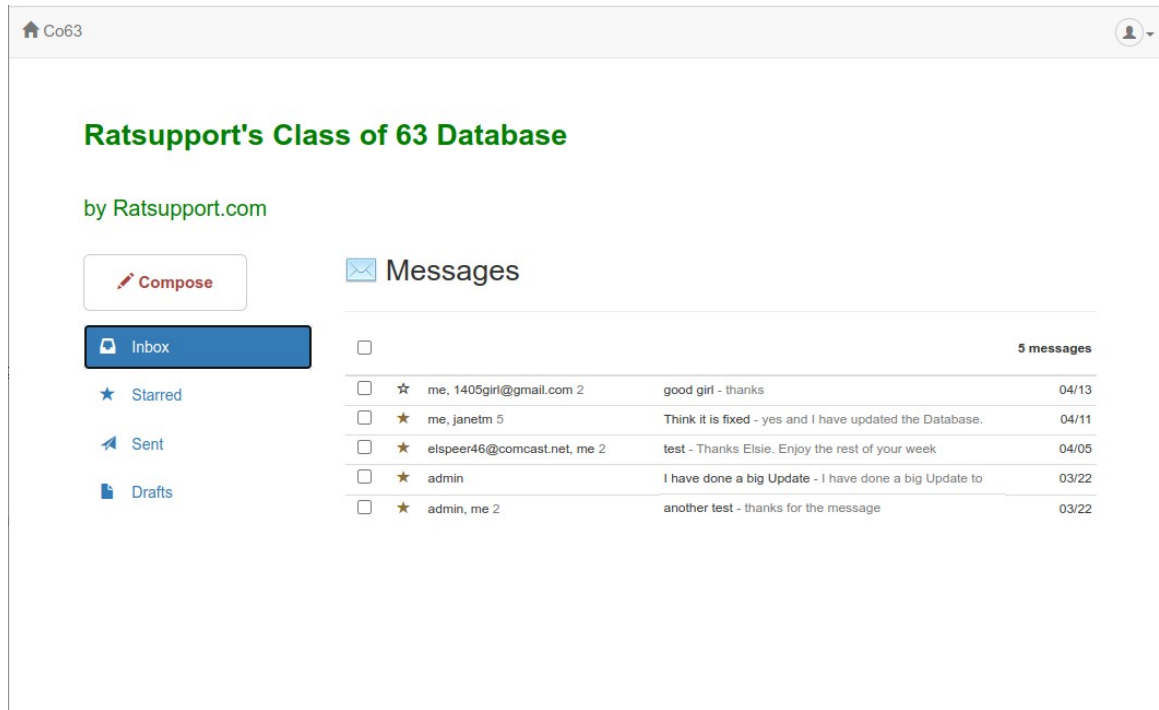 Co63
Ratsupport's Class of 63 Database
by Ratsupport.com
Compose
Messages
Inbox
5 messages
Starred
Sent
Drafts
me, 1405girl@gmail.com 2 good girl - thanks 04/13
me, janetm 5 Think it is fixed - yes and I have updated the Database. 04/11
elspeer46@comcast.net, me 2 test - Thanks Elsie. Enjoy the rest of your week 04/05
admin I have done a big Update - I have done a big Update to 03/22
admin, me 2 another test - thanks for the message 03/22